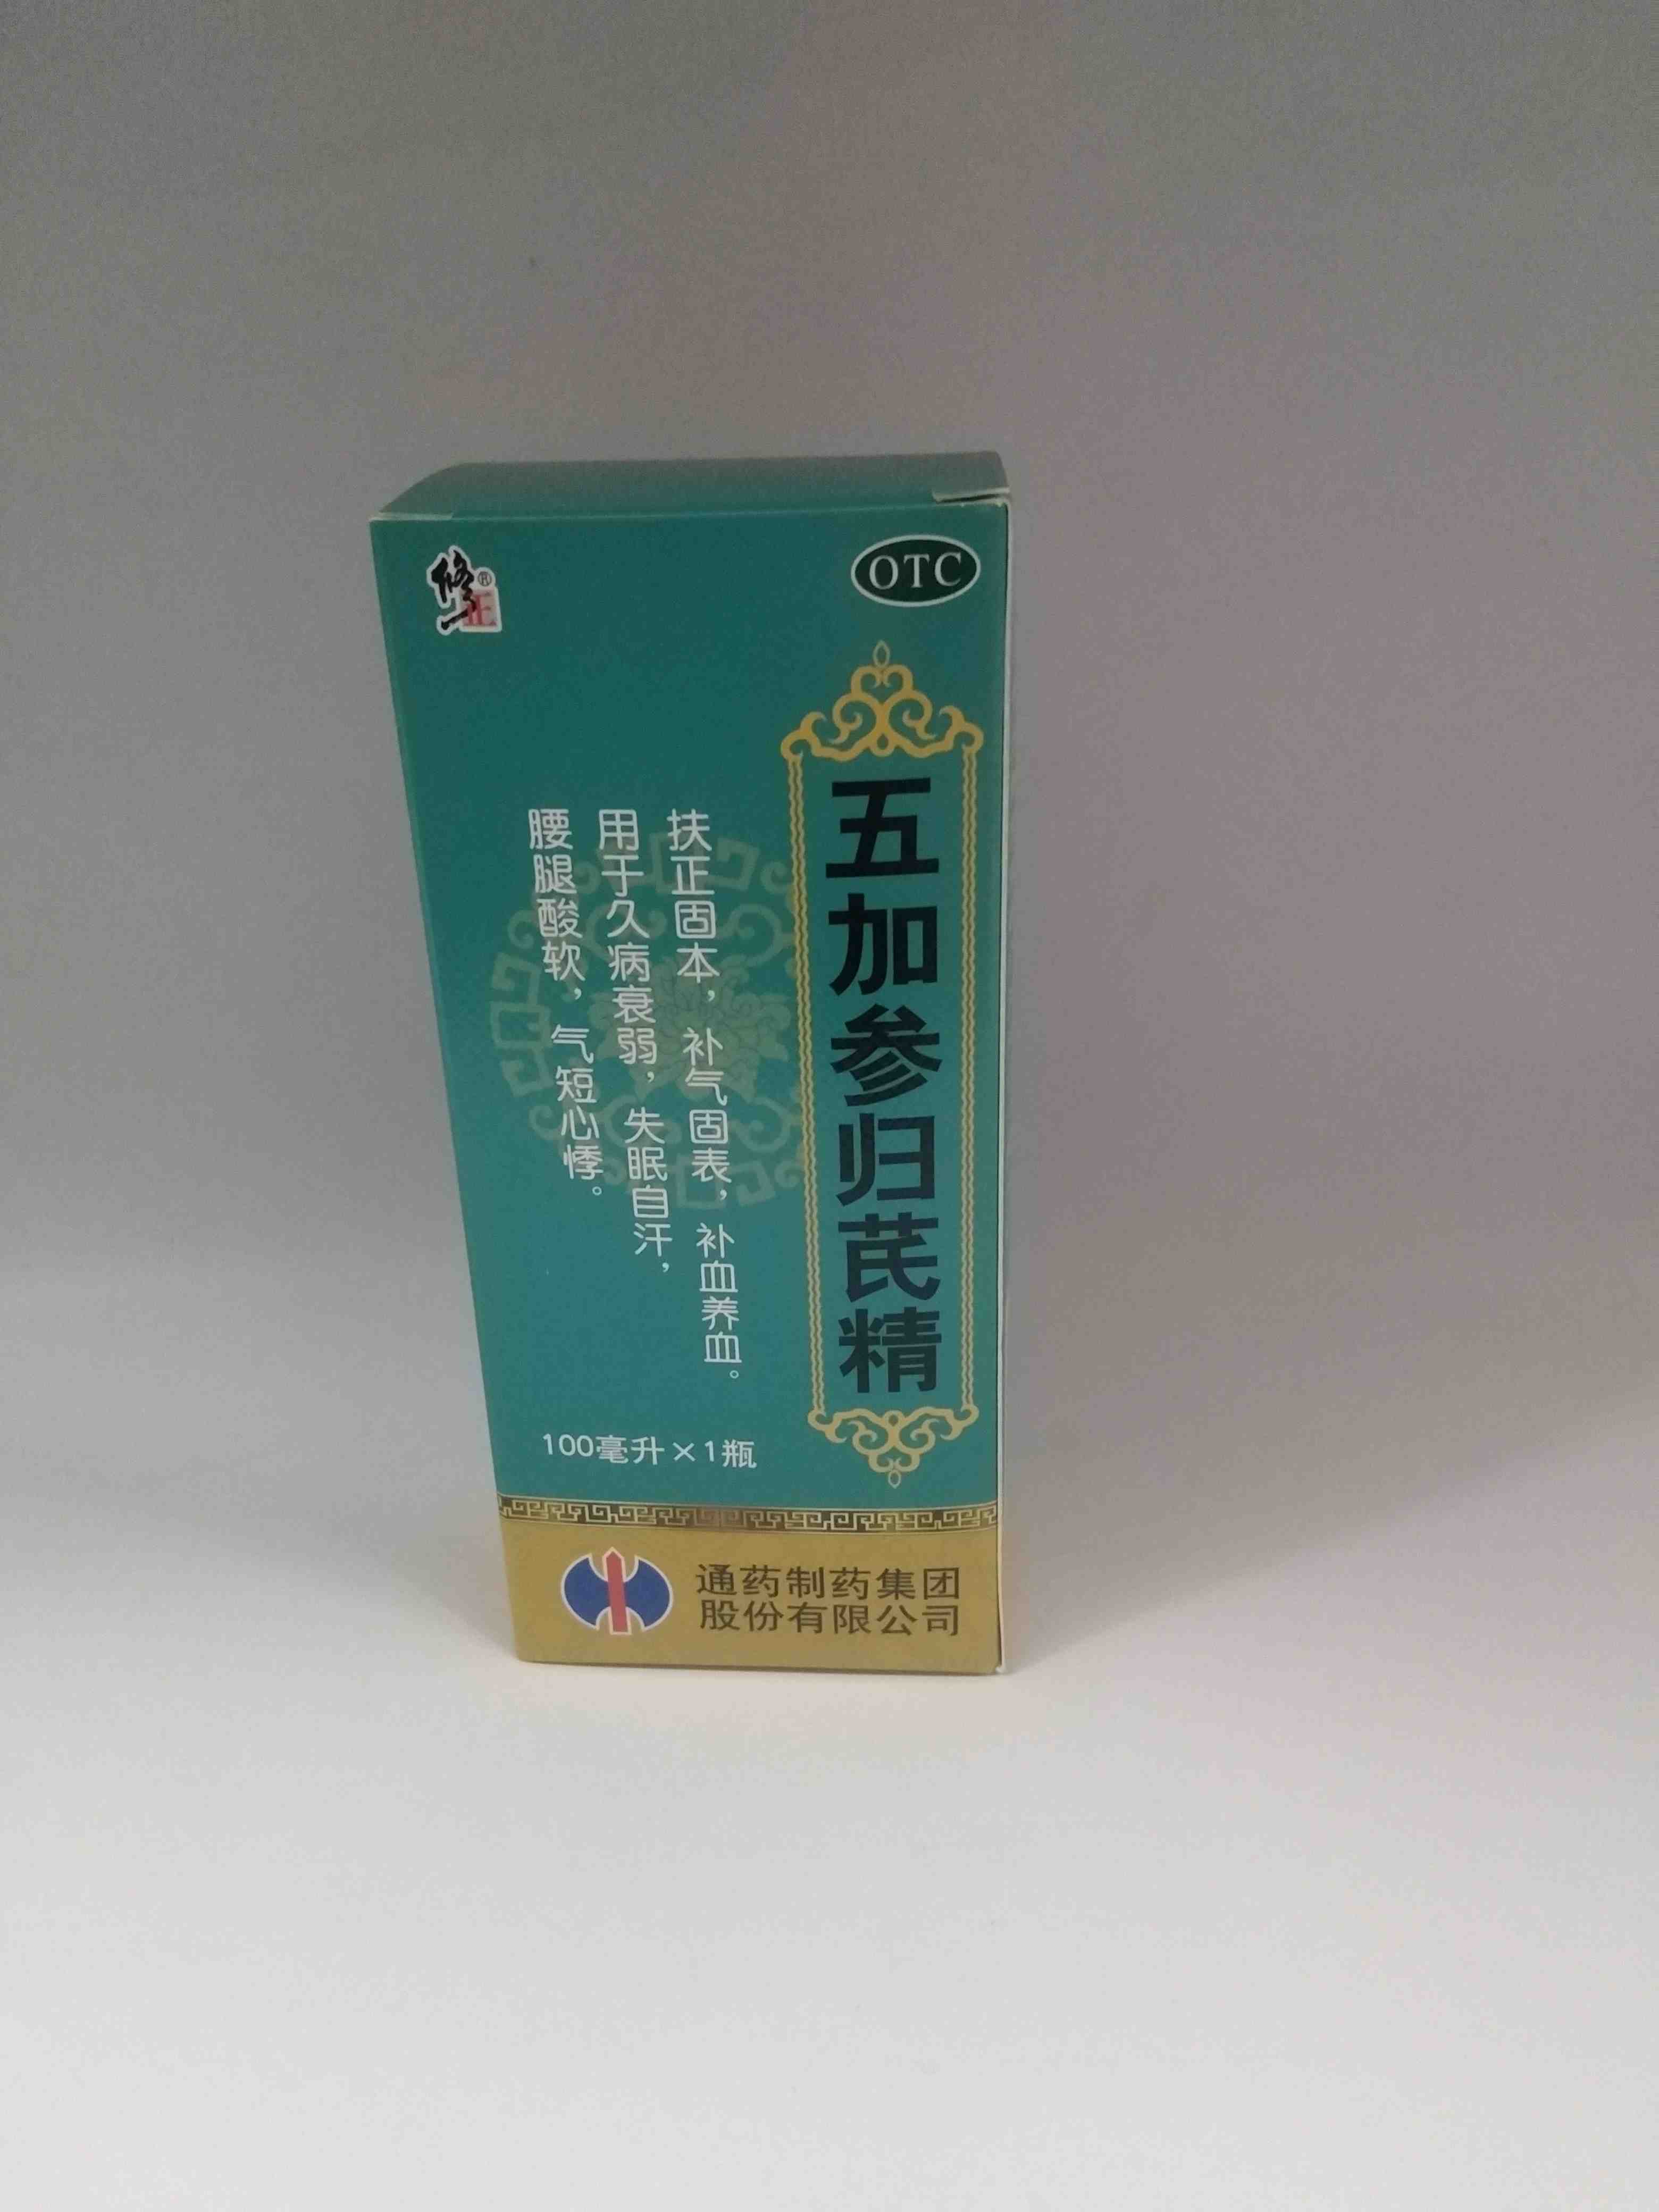 修正®
OTC
五加参归芪精
扶正固本，补气固表，补血养血。
用于久病衰弱，失眠自汗，
腰腿酸软，气短心悸。
100毫升×1瓶
通药制药集团
股份有限公司